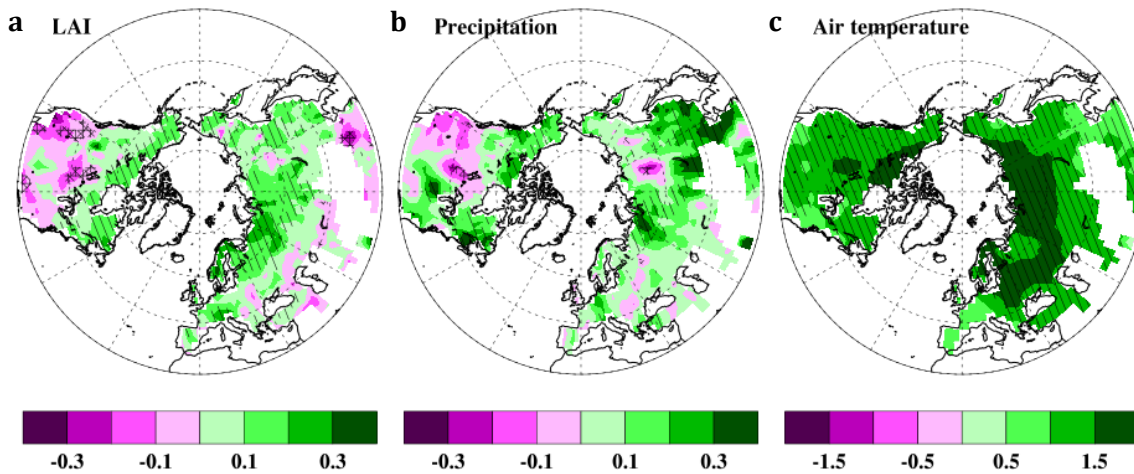 a LAI
b Precipitation
c Air temperature
-0.3 -0.1 0.1 0.3
-0.3 -0.1 0.1 0.3
-1.5 -0.5 0.5 1.5